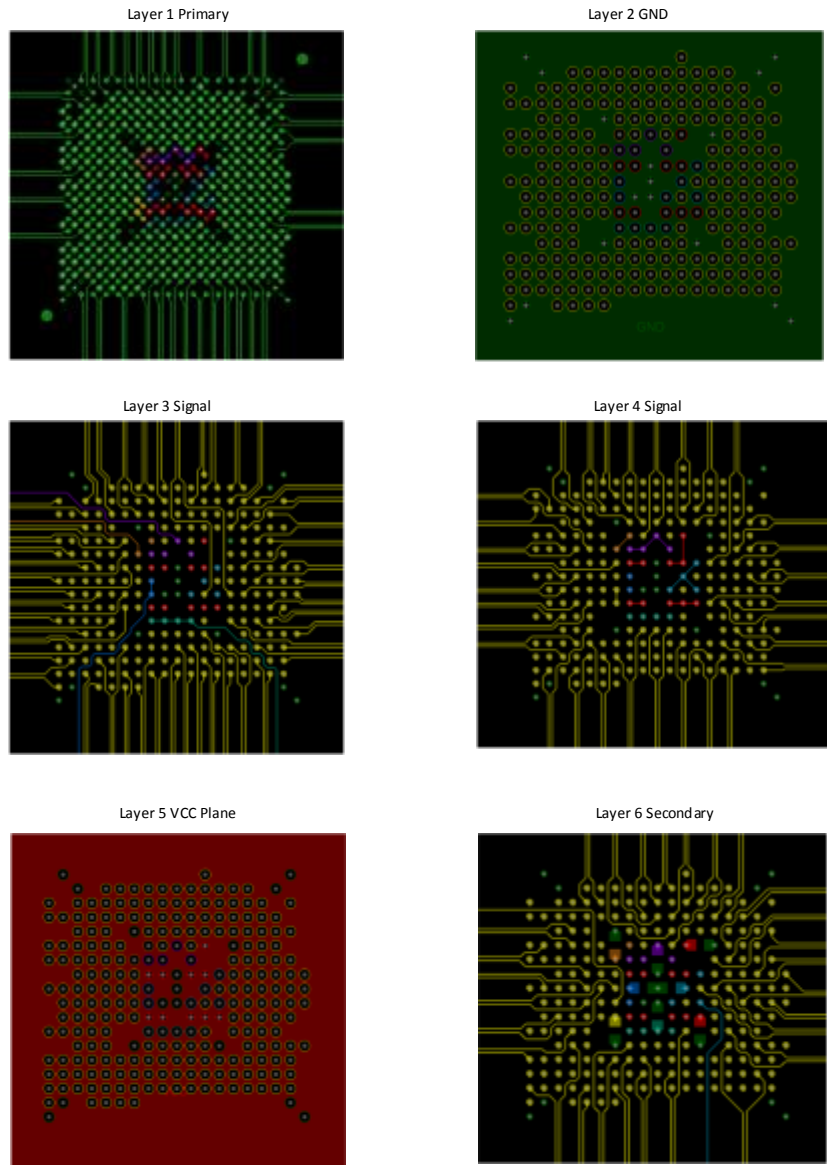 Layer 1 Primary
Layer 2 GND
GND
Layer 3 Signal
Layer 4 Signal
Layer 5 VCC Plane
Layer 6 Secondary